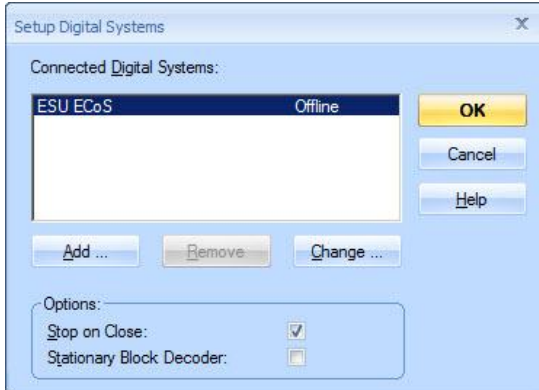 Setup Digital Systems
Connected Digital Systems:
ESU ECoS Offline
OK
Cancel
Help
Add ... Remove Change ...
Options:
Stop on Close:
Stationary Block Decoder: